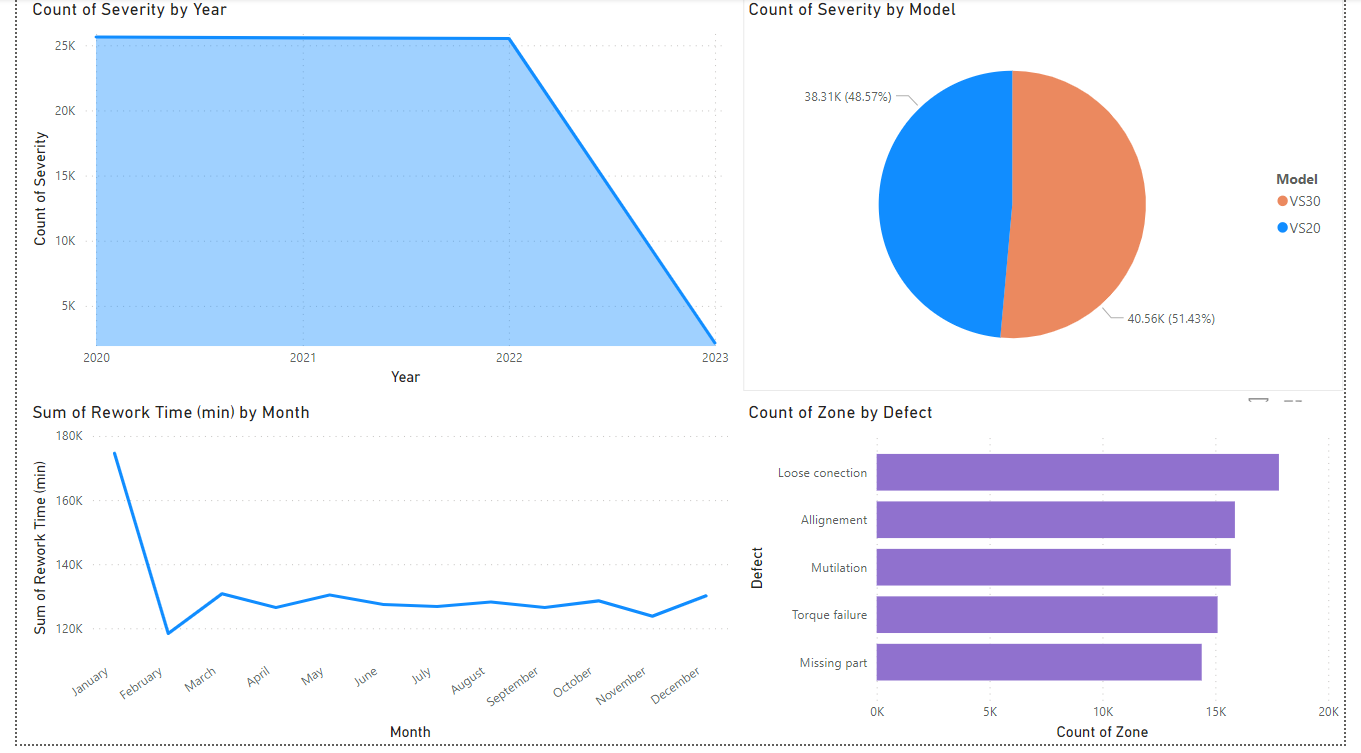 Count of Severity by Year
25K
20K
15K
10K
5K
Count of Severity
2020 2021 2022 2023
Year
Count of Severity by Model
38.31K (48.57%)
40.56K (51.43%)
Model
VS30
VS20
Sum of Rework Time (min) by Month
180K
160K
140K
120K
Sum of Rework Time (min)
January February March April May June July August September October November December
Month
Count of Zone by Defect
Defect
Loose conection
Allignement
Mutilation
Torque failure
Missing part
0K 5K 10K 15K 20K
Count of Zone